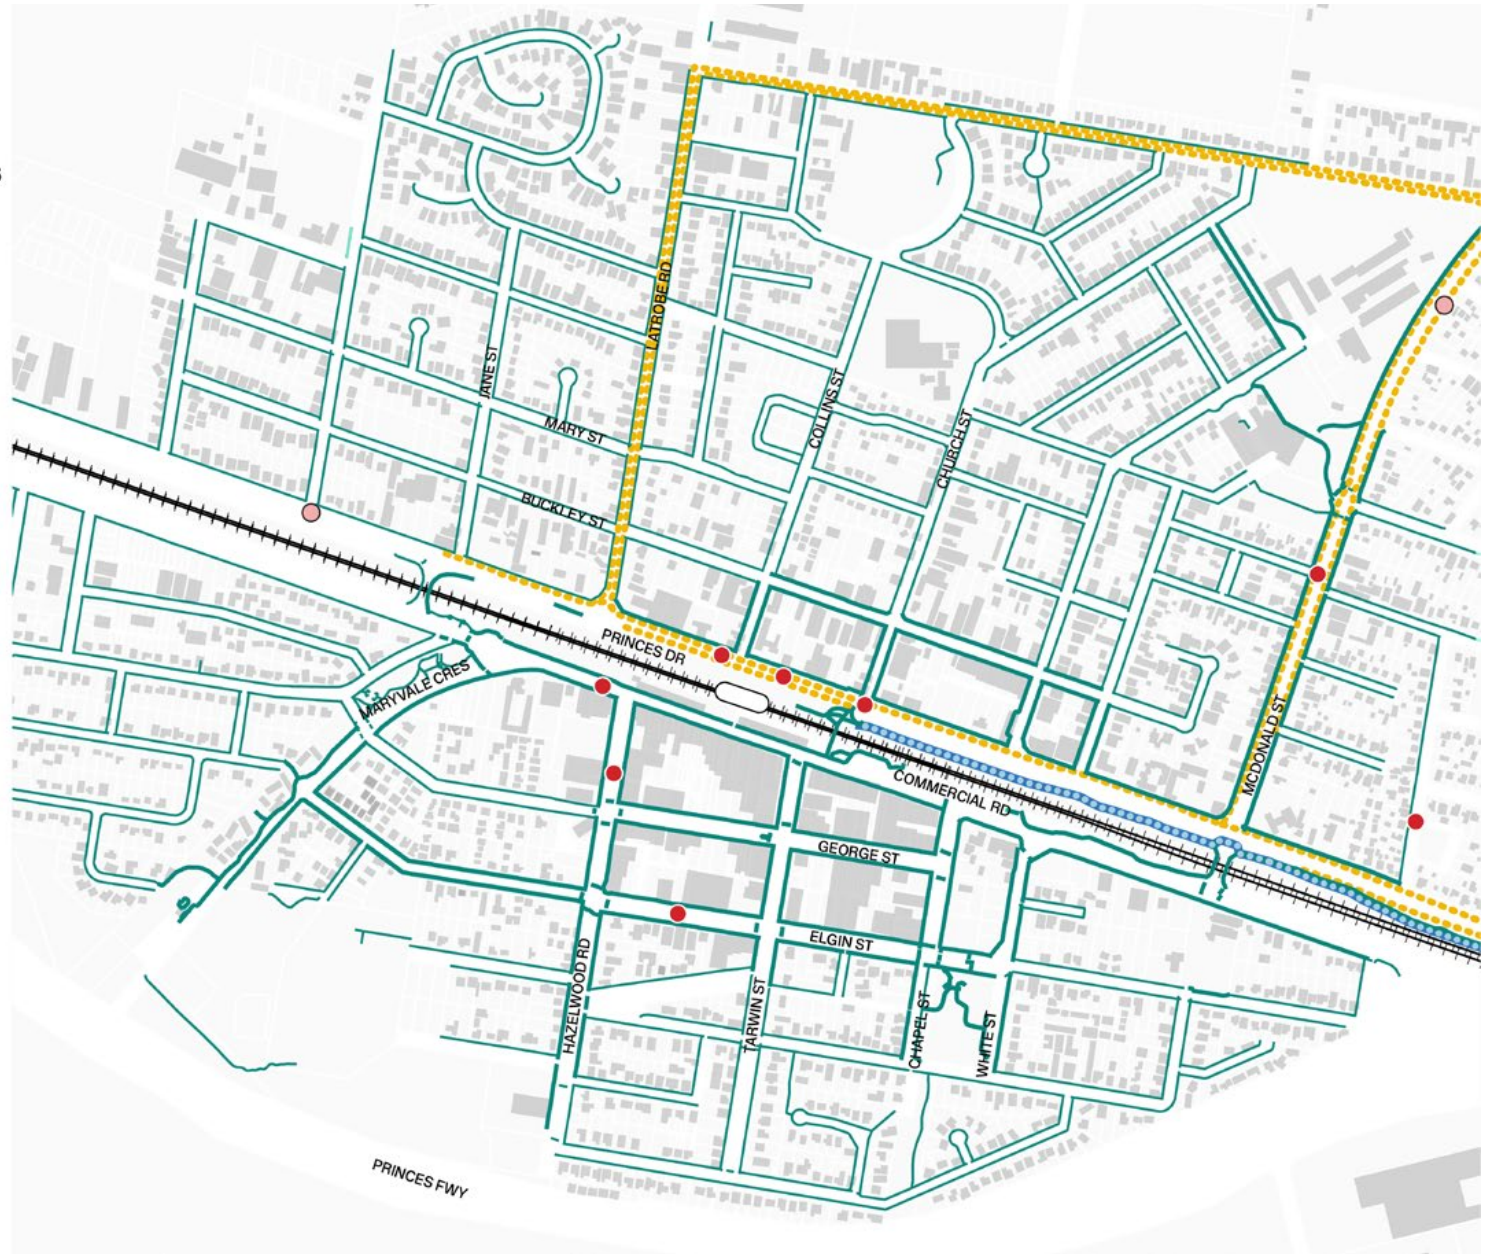 LATROBE RD
JANE ST
COLLINS ST
MARY ST
CHURCH ST
BUCKLEY ST
PRINCES DR
MARYVALE CRES
MCDONALD ST
COMMERCIAL RD
GEORGE ST
ELGIN ST
HAZELWOOD RD
TARWIN ST
CHAPEL ST
WHITE ST
PRINCES FWY